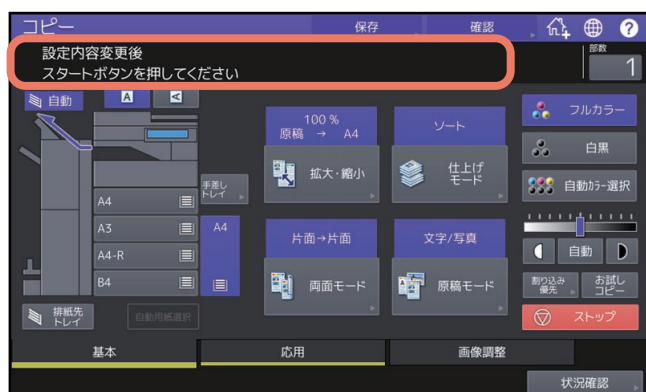 コピー
保存
確認
?
設定内容変更後
スタートボタンを押してください
部数
1
自動
A
A
手差し
トレイ
A4
A3
A4-R
B4
A4
排紙先
トレイ
自動用紙選択
100 %
原稿 → A4
拡大・縮小
ソート
仕上げ
モード
片面→片面
両面モード
文字/写真
原稿モード
フルカラー
白黒
自動カラー選択
自動
割り込み
優先
お試し
コピー
ストップ
基本
応用
画像調整
状況確認